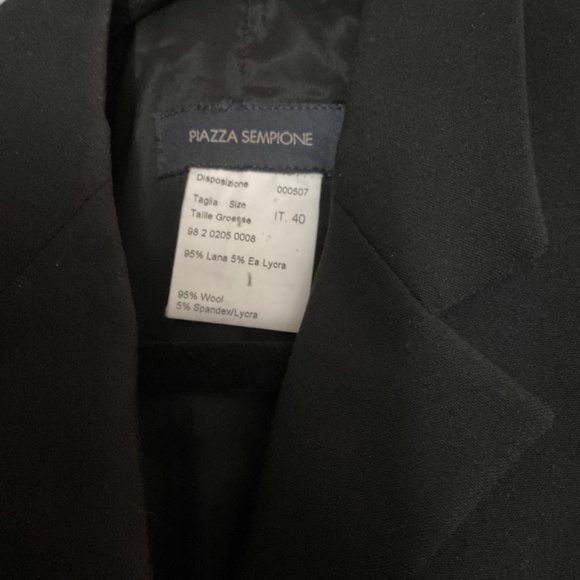 PIAZZA SEMPIONE
Disposizione 000507
Taglia Size
Taille Groesse IT 40
98 2 0205 0008
95% Lana 5% Ea Lycra
95% Wool
5% Spandex/Lycra